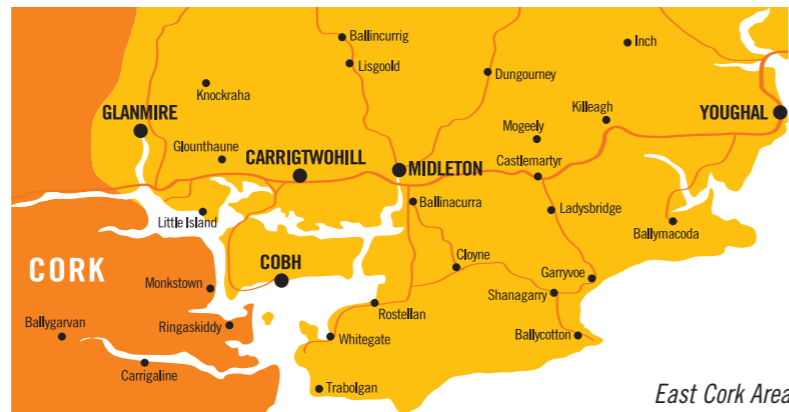 Ballincurrig
Inch
Lisgoold
Dungourney
Knockraha
Killeagh
GLANMIRE
YOUGHAL
Mogeely
Glounthaune
CARRIGTWOHILL
MIDLETON
Castlemartyr
Ballinacurra
Ladysbridge
Little Island
Ballymacoda
Cloyne
CORK
COBH
Garryvoe
Monkstown
Shanagarry
Rostellan
Ballygarvan
Ringaskiddy
Whitegate
Ballycotton
Carrigaline
Trabolgan
East Cork Area